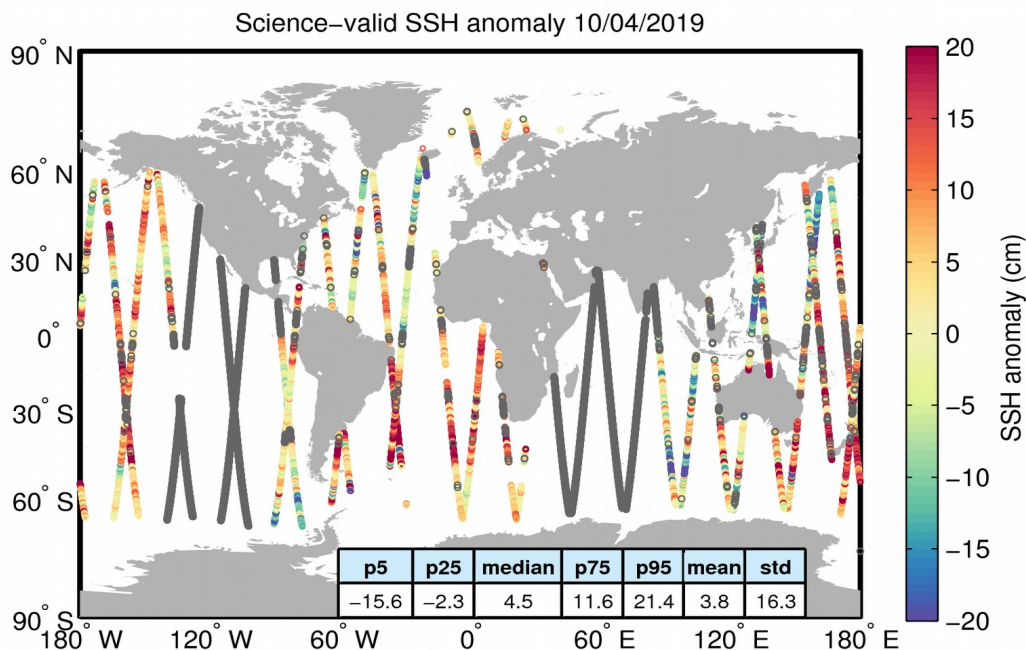 Science−valid SSH anomaly 10/04/2019
90° N
60° N
30° N
0°
30° S
60° S
90° S
180° W
120° W
60° W
0°
60° E
120° E
180° E
p5 p25 median p75 p95 mean std
−15.6 −2.3 4.5 11.6 21.4 3.8 16.3
20
15
10
5
0
−5
−10
−15
−20
SSH anomaly (cm)